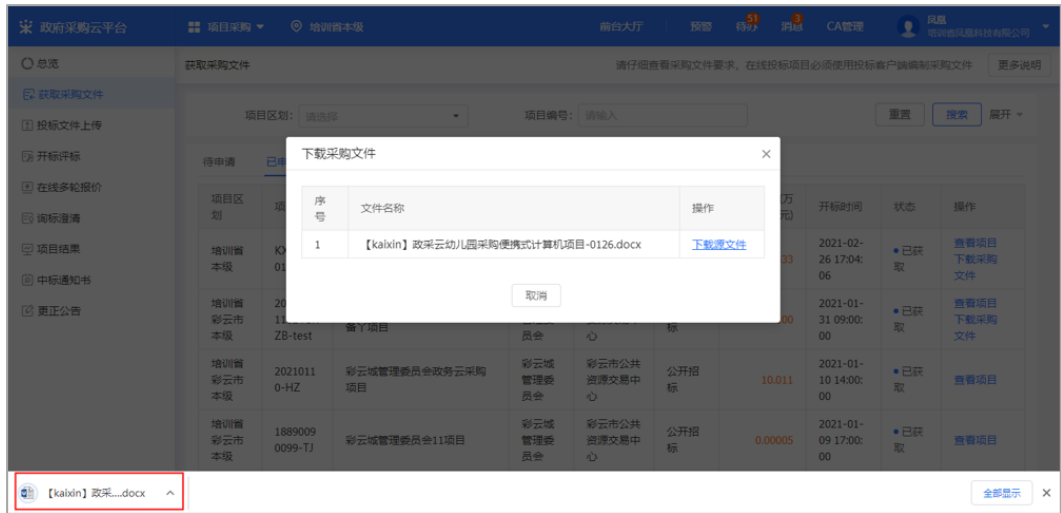 政府采购云平台
项目采购
培训省本级
前台大厅
预警
待办
51
消息
3
CA管理
凤凰
培训省凤凰科技有限公司
总览
获取采购文件
投标文件上传
开标评标
在线多轮报价
询标澄清
项目结果
中标通知书
更正公告
获取采购文件
请仔细查看采购文件要求，在线投标项目必须使用投标客户端编制采购文件
更多说明
项目区划：
请选择
项目编号：
请输入
重置
搜索
展开
待申请
下载采购文件
序号
文件名称
操作
1
【kaixin】政采云幼儿园采购便携式计算机项目-0126.docx
下载源文件
取消
项目区
划
开标时间
状态
操作
培训省
本级
2021-02-
26 17:04:
06
已获
取
查看项目
下载采购
文件
培训省
彩云市
本级
ZB-test
备丫项目
员会
心
标
2021-01-
31 09:00:
00
已获
取
查看项目
下载采购
文件
培训省
彩云市
本级
2021011
0-HZ
彩云城管理委员会政务云采购
项目
彩云城
管理委
员会
彩云市公共
资源交易中
心
公开招
标
10.011
2021-01-
10 14:00:
00
已获
取
查看项目
培训省
彩云市
本级
1889009
0099-TJ
彩云城管理委员会11项目
彩云城
管理委
员会
彩云市公共
资源交易中
心
公开招
标
0.00005
2021-01-
09 17:00:
00
已获
取
查看项目
【kaixin】政采....docx
全部显示